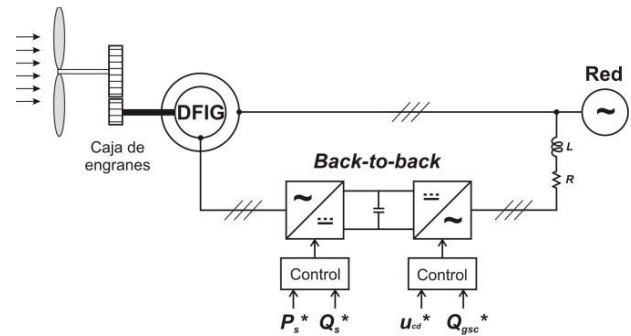 Red
DFIG
Caja de
engranes
Back-to-back
L
R
Control
Control
Ps*
Qs*
ucd*
Qgsc*